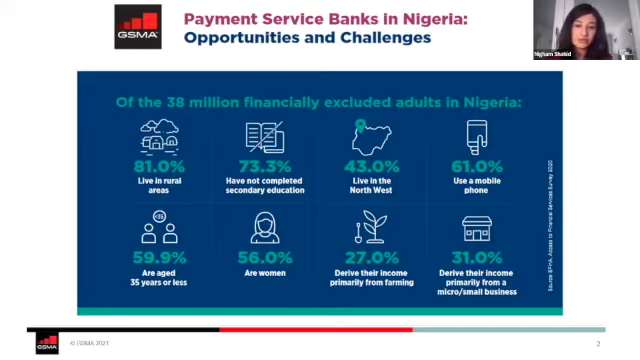 GSMA
Payment Service Banks in Nigeria:
Opportunities and Challenges
Nigham Shahid
Of the 38 million financially excluded adults in Nigeria:
81.0%
Live in rural
areas
73.3%
Have not completed
secondary education
43.0%
Live in the
North West
61.0%
Use a mobile
phone
<35
59.9%
Are aged
35 years or less
56.0%
Are women
27.0%
Derive their income
primarily from farming
31.0%
Derive their income
primarily from a
micro/small business
Source: EFInA, Access to Financial Services Survey 2020
GSMA
© GSMA 2021
2